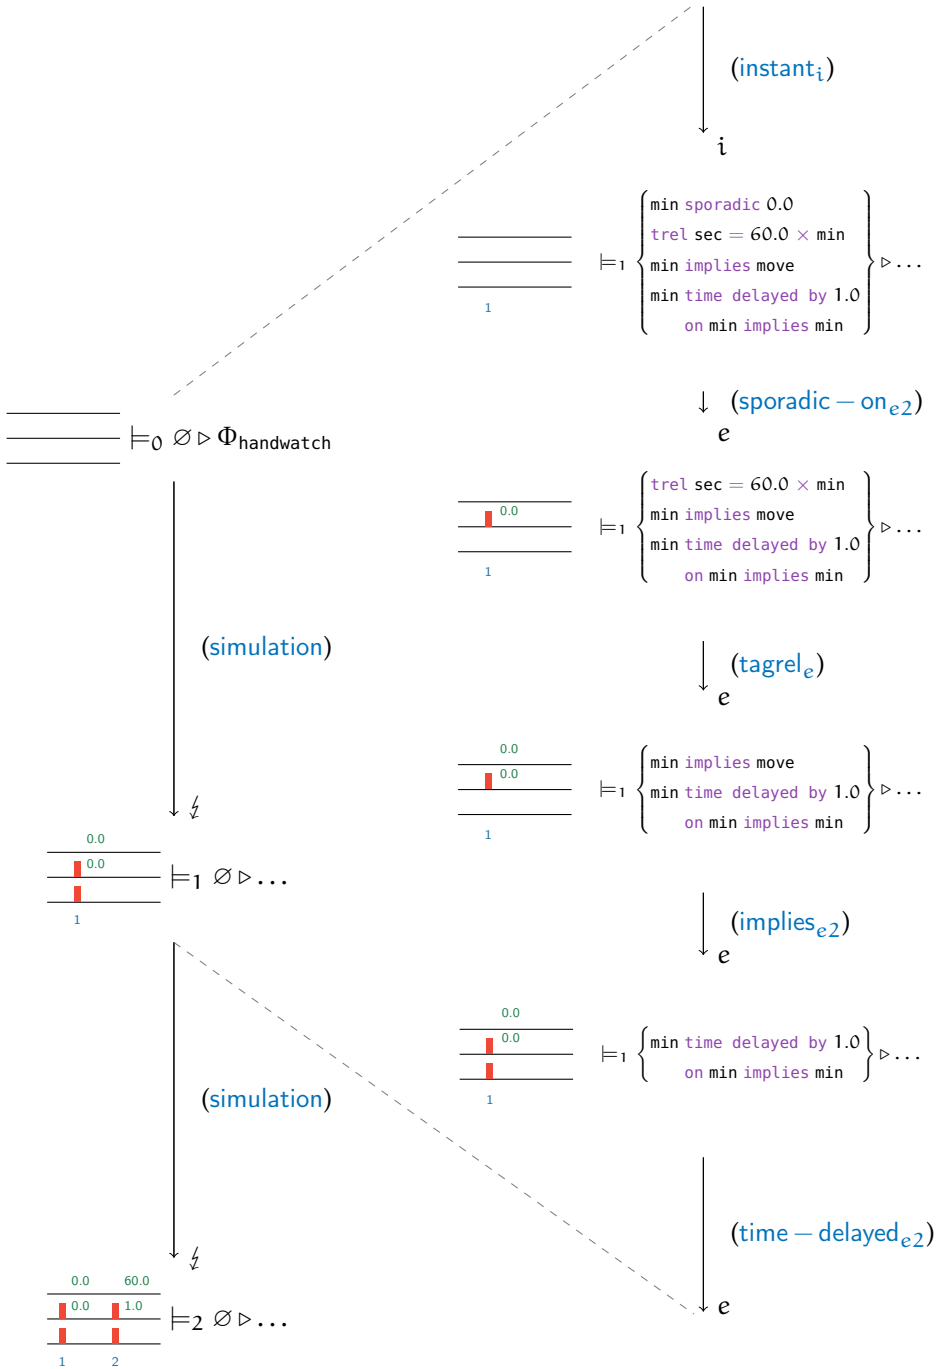 (instantᵢ)
i
min sporadic 0.0
trel sec = 60.0 × min
⊨₁ min implies move ▷ …
min time delayed by 1.0
on min implies min
1
(sporadic − onₑ₂)
e
⊨₀ ∅ ▷ Φhandwatch
trel sec = 60.0 × min
0.0
⊨₁ min implies move ▷ …
min time delayed by 1.0
on min implies min
1
(simulation)
(tagrelₑ)
e
0.0
min implies move
0.0
⊨₁ min time delayed by 1.0 ▷ …
on min implies min
1
↯
0.0
0.0
⊨₁ ∅ ▷ …
1
(impliesₑ₂)
e
0.0
0.0
⊨₁ min time delayed by 1.0 ▷ …
on min implies min
1
(simulation)
(time − delayedₑ₂)
e
↯
0.0 60.0
0.0 1.0
⊨₂ ∅ ▷ …
1 2